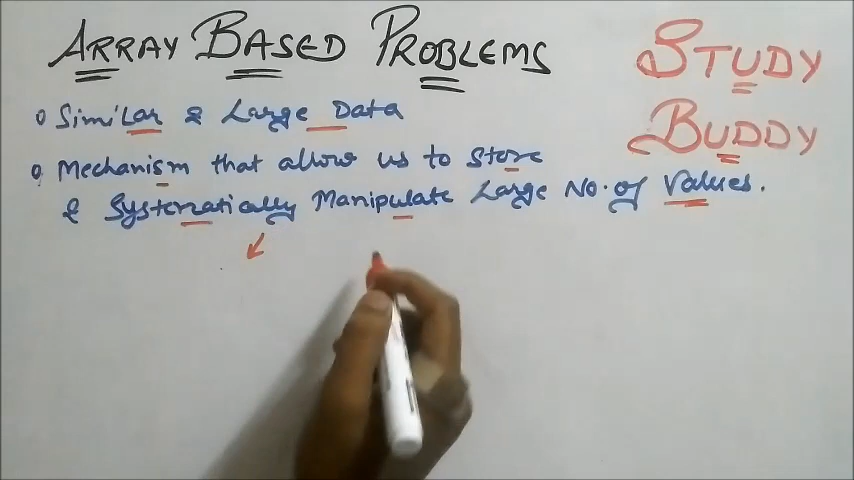 ARRAY BASED PROBLEMS
STUDY
BUDDY
Similar & Large Data
Mechanism that allow us to store
& Systematically Manipulate Large No. of Values.